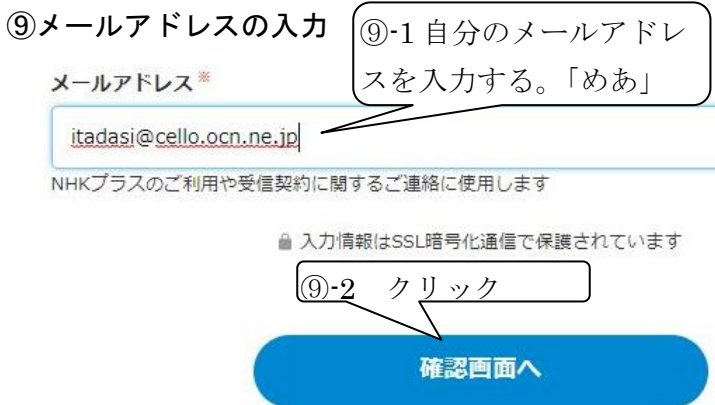 ⑨メールアドレスの入力
⑨-1 自分のメールアドレ
スを入力する。「めあ」
メールアドレス※
itadasi@cello.ocn.ne.jp
NHKプラスのご利用や受信契約に関するご連絡に使用します
入力情報はSSL暗号化通信で保護されています
⑨-2 クリック
確認画面へ